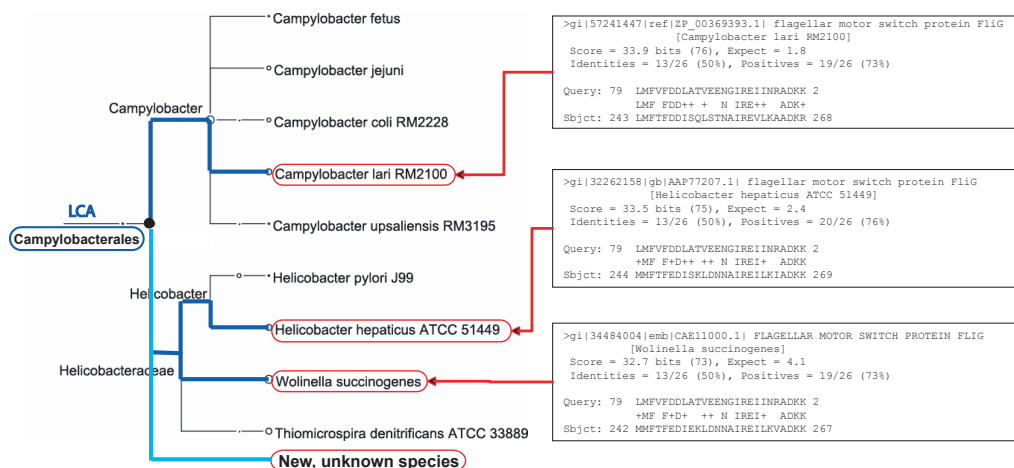 Campylobacter fetus
Campylobacter jejuni
Campylobacter
Campylobacter coli RM2228
Campylobacter lari RM2100
LCA
Campylobacterales
Campylobacter upsaliensis RM3195
Helicobacter pylori J99
Helicobacter
Helicobacter hepaticus ATCC 51449
Helicobacteraceae
Wolinella succinogenes
Thiomicrospira denitrificans ATCC 33889
New, unknown species
>gi|57241447|ref|ZP_00369393.1| flagellar motor switch protein FliG
[Campylobacter lari RM2100]
Score = 33.9 bits (76), Expect = 1.8
Identities = 13/26 (50%), Positives = 19/26 (73%)
Query: 79 LMFVFDDLATVEENGIREIINRADKK 2
LMF FDD++ + N IRE++ ADK+
Sbjct: 243 LMFTFDDISQLSTNAIREVLKAADKR 268
>gi|32262158|gb|AAP77207.1| flagellar motor switch protein FliG
[Helicobacter hepaticus ATCC 51449]
Score = 33.5 bits (75), Expect = 2.4
Identities = 13/26 (50%), Positives = 20/26 (76%)
Query: 79 LMFVFDDLATVEENGIREIINRADKK 2
+MF F+D++ ++ N IREI+ ADKK
Sbjct: 244 MMFTFEDISKLDNNAIREILKIADKK 269
>gi|34484004|emb|CAE11000.1| FLAGELLAR MOTOR SWITCH PROTEIN FLIG
[Wolinella succinogenes]
Score = 32.7 bits (73), Expect = 4.1
Identities = 13/26 (50%), Positives = 19/26 (73%)
Query: 79 LMFVFDDLATVEENGIREIINRADKK 2
+MF F+D+ ++ N IREI+ ADKK
Sbjct: 242 MMFTFEDIEKLDNNAIREILKVADKK 267